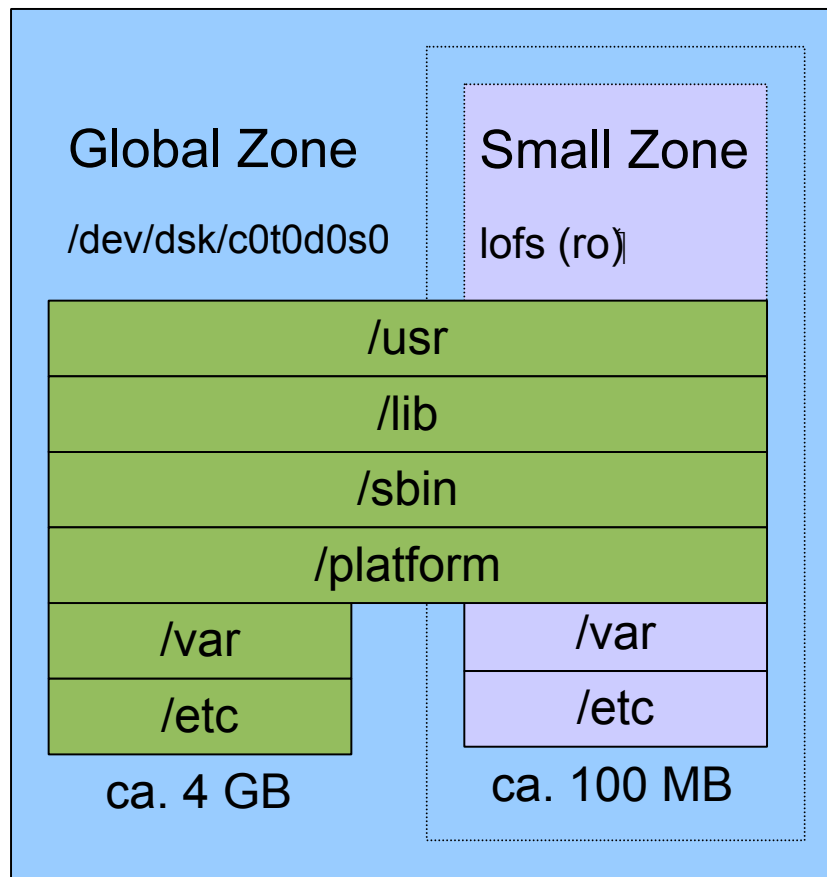 Global Zone
/dev/dsk/c0t0d0s0
Small Zone
lofs (ro)
/usr
/lib
/sbin
/platform
/var
/etc
ca. 4 GB
/var
/etc
ca. 100 MB